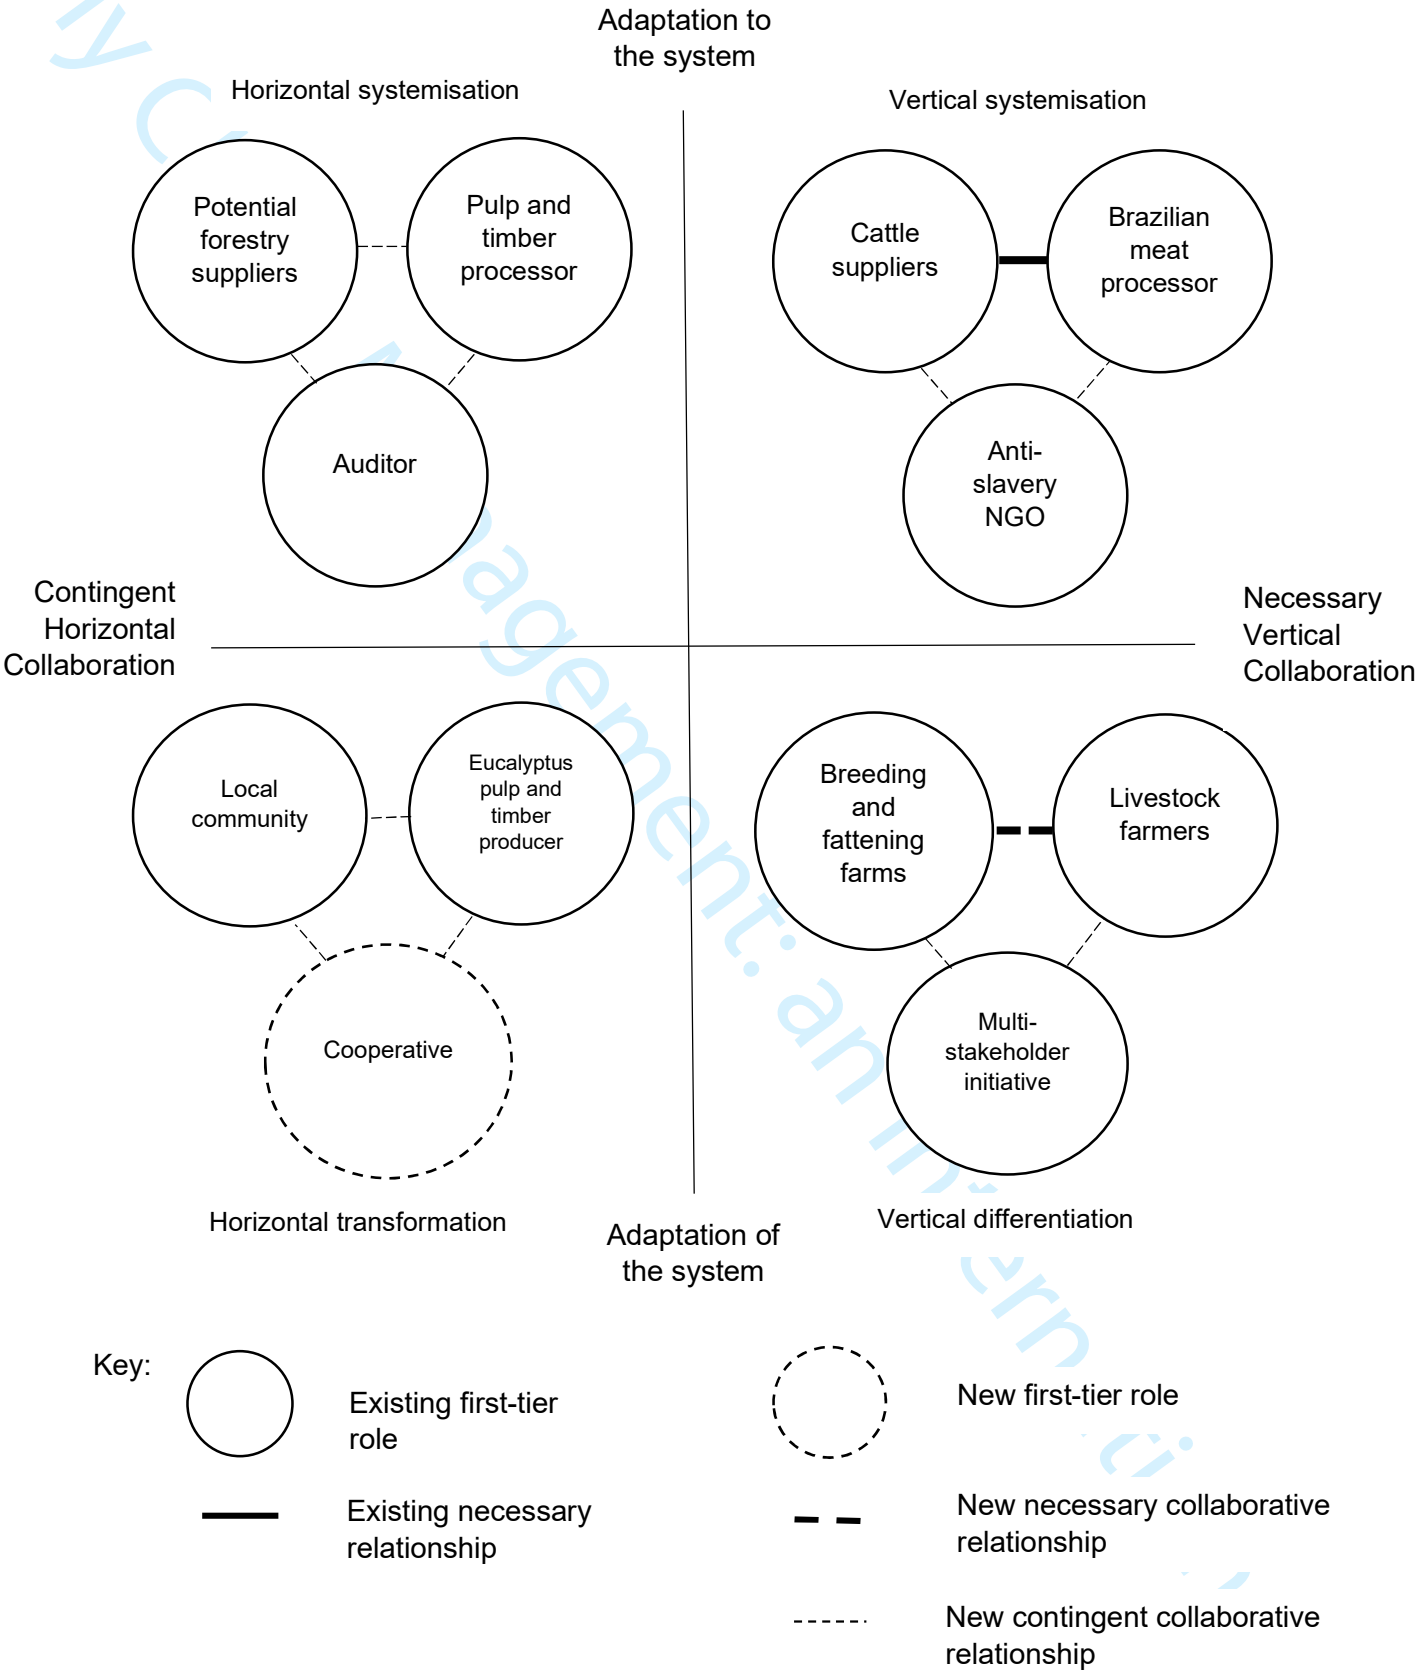 Adaptation to
the system
Horizontal systemisation
Vertical systemisation
Potential
forestry
suppliers
Pulp and
timber
processor
Auditor
Cattle
suppliers
Brazilian
meat
processor
Anti-
slavery
NGO
Contingent
Horizontal
Collaboration
Necessary
Vertical
Collaboration
Local
community
Eucalyptus
pulp and
timber
producer
Cooperative
Breeding
and
fattening
farms
Livestock
farmers
Multi-
stakeholder
initiative
Horizontal transformation
Adaptation of
the system
Vertical differentiation
Key:
Existing first-tier
role
New first-tier role
Existing necessary
relationship
New necessary collaborative
relationship
New contingent collaborative
relationship